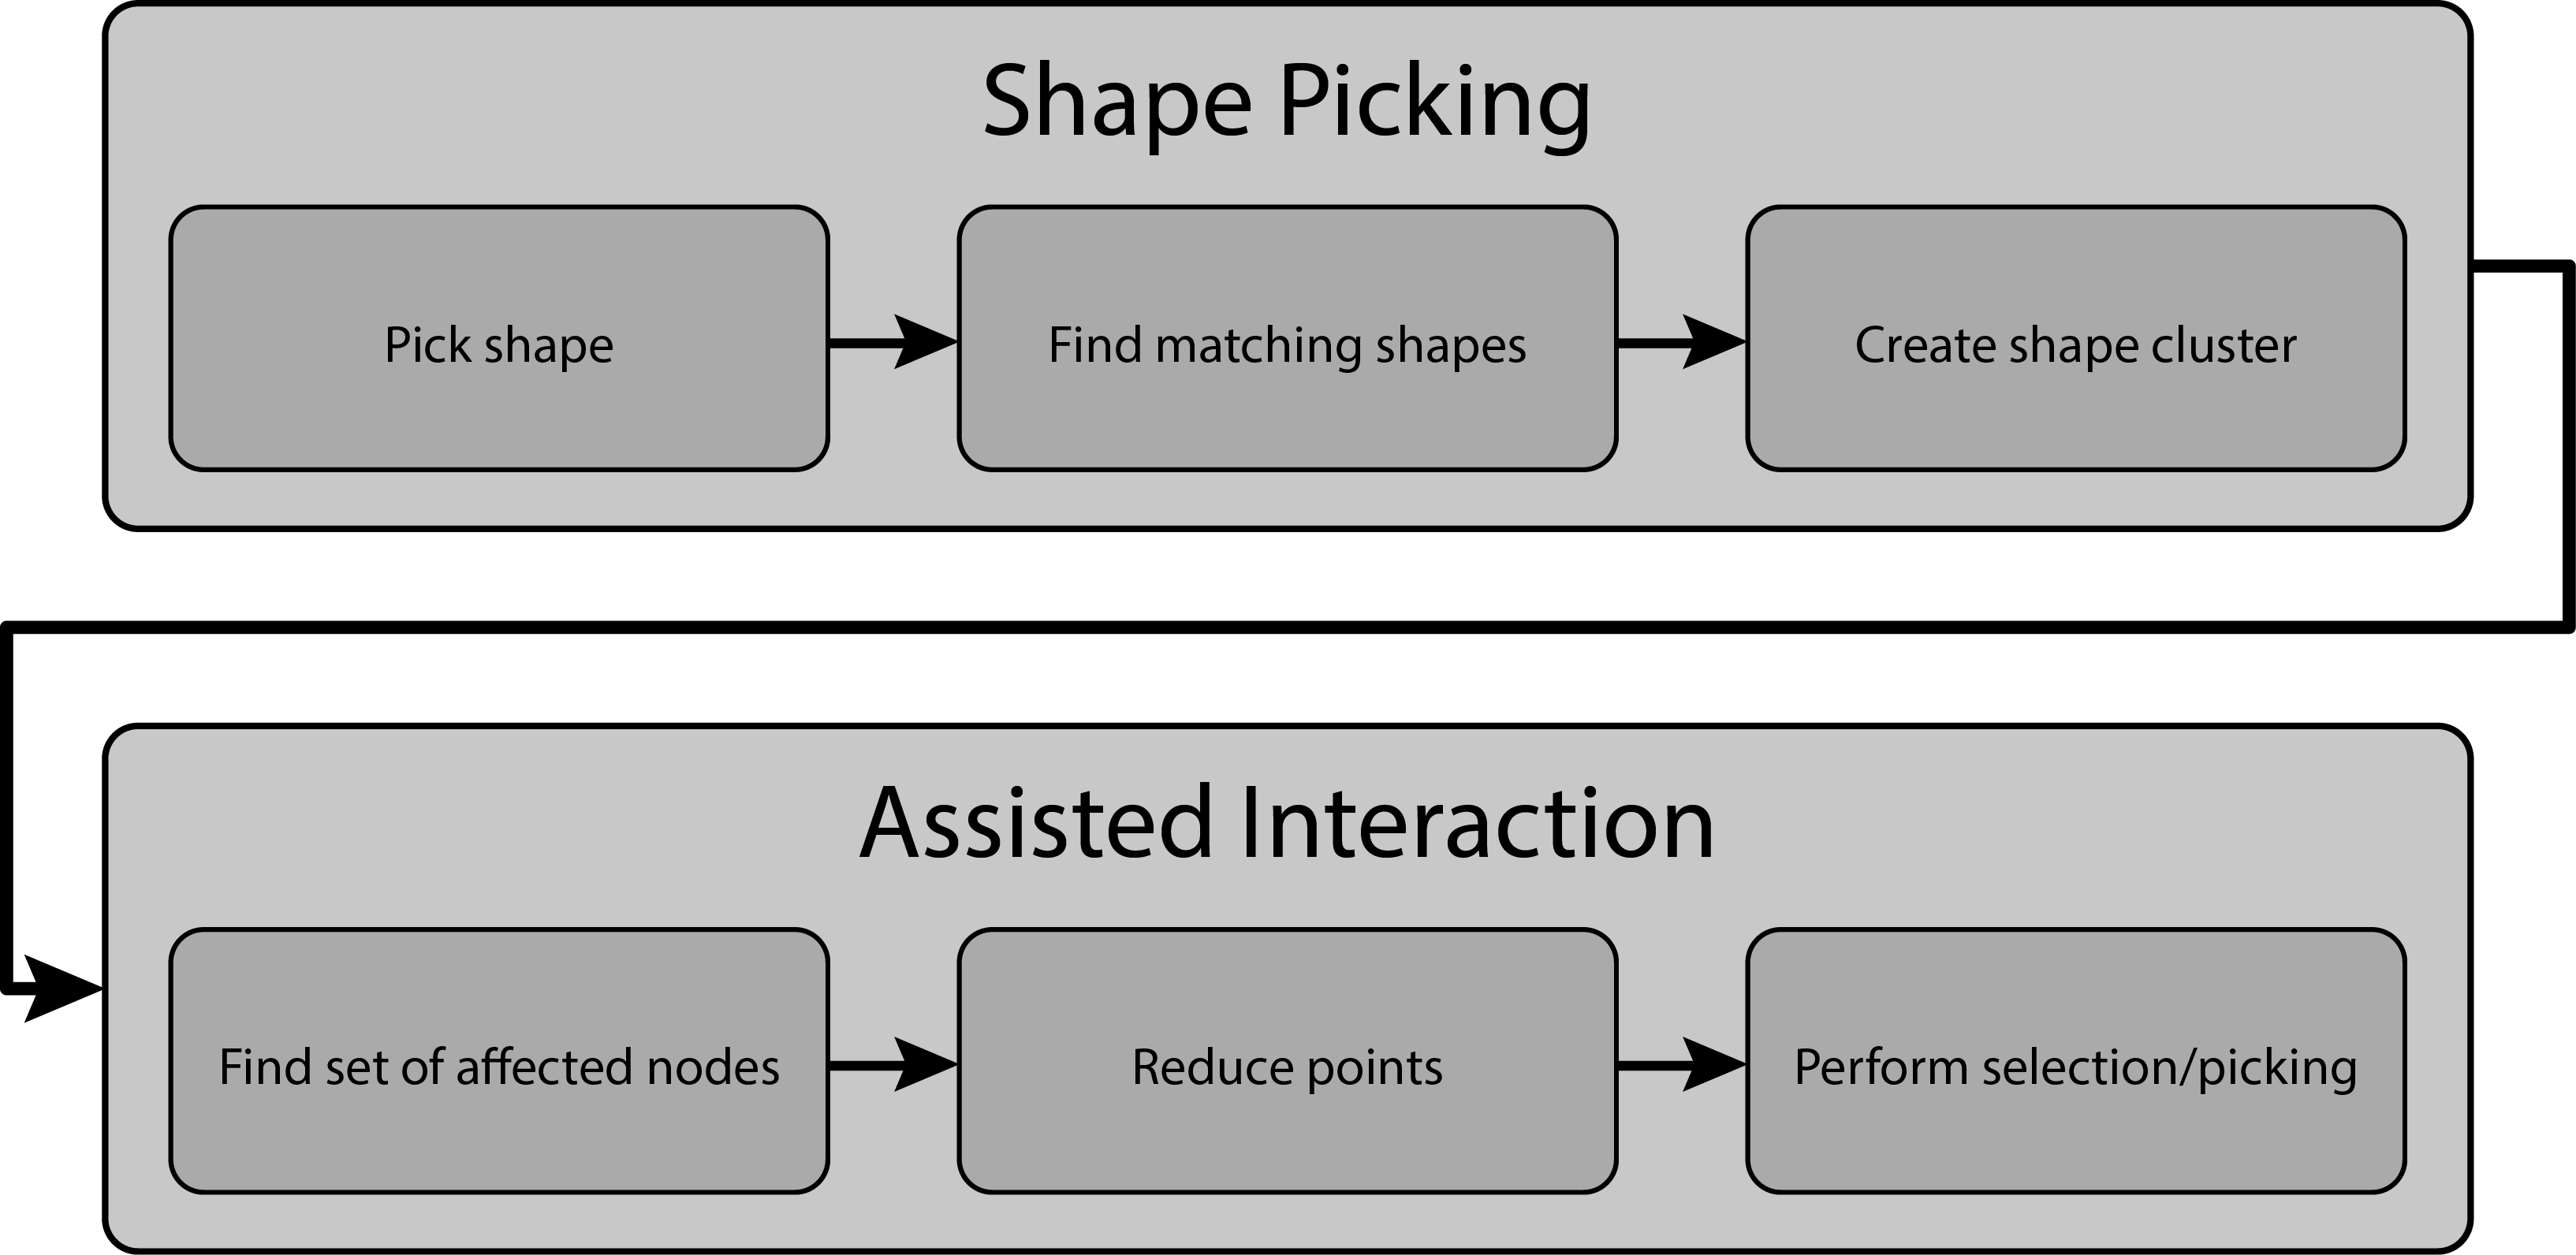 Shape Picking
Pick shape
Find matching shapes
Create shape cluster
Assisted Interaction
Find set of affected nodes
Reduce points
Perform selection/picking